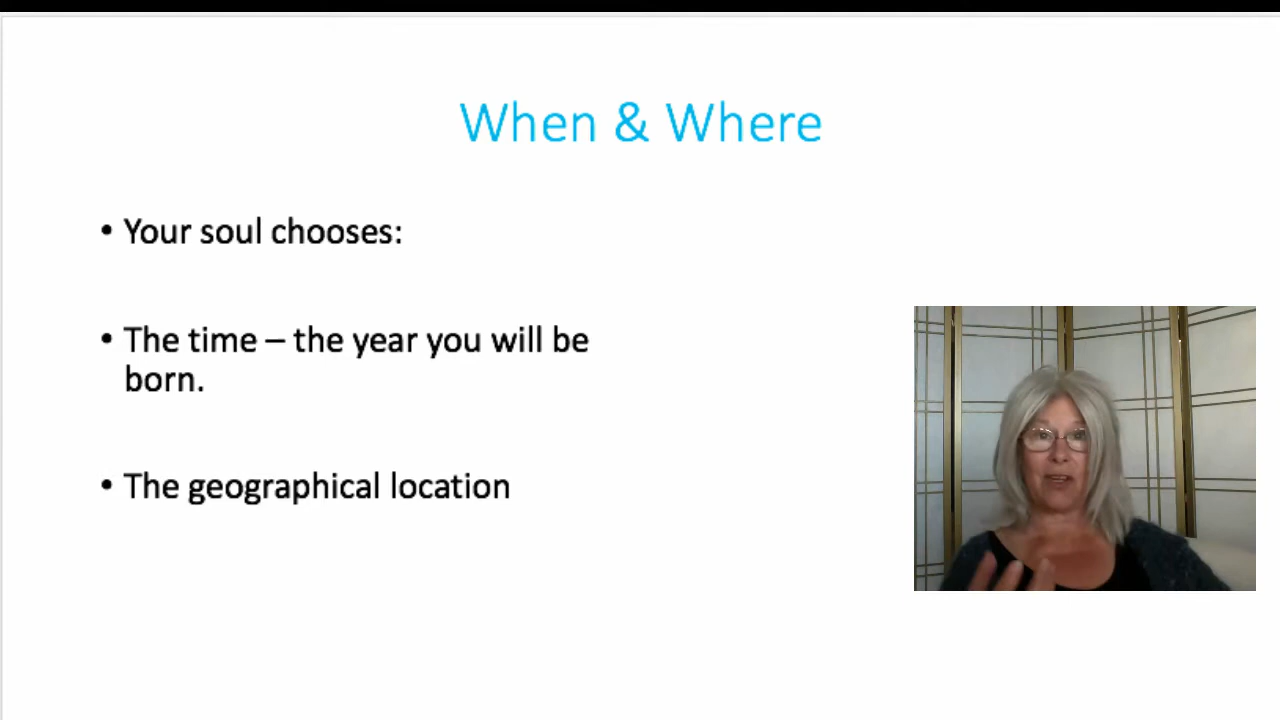 When & Where
• Your soul chooses:
• The time – the year you will be
born.
• The geographical location